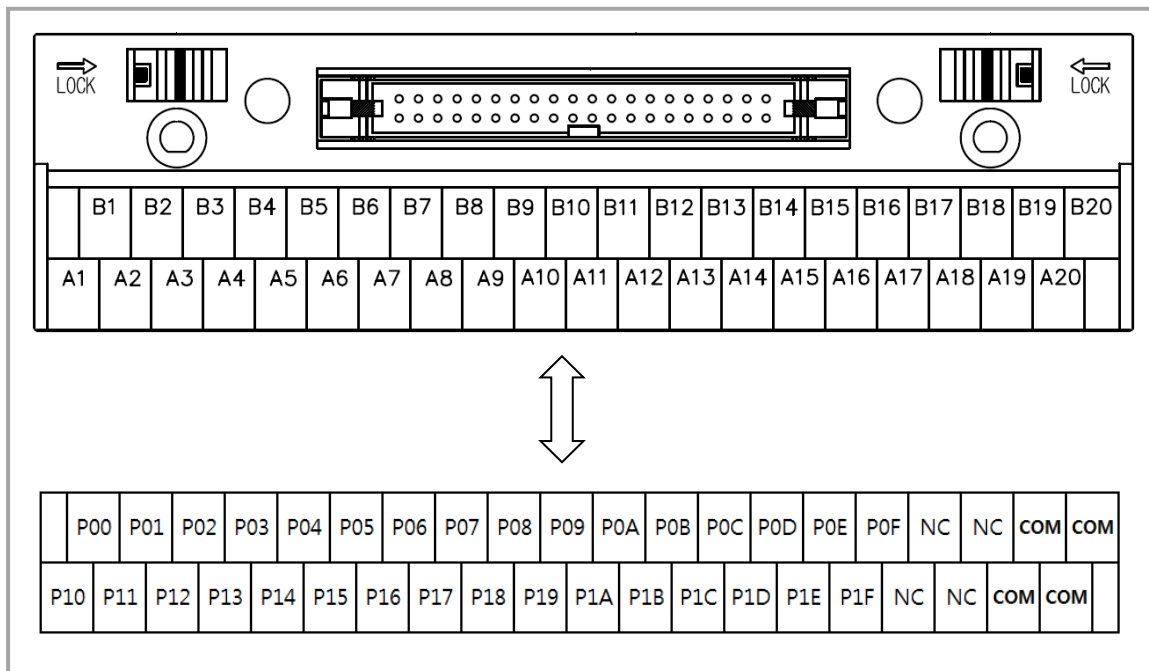 LOCK LOCK
B1 B2 B3 B4 B5 B6 B7 B8 B9 B10 B11 B12 B13 B14 B15 B16 B17 B18 B19 B20
A1 A2 A3 A4 A5 A6 A7 A8 A9 A10 A11 A12 A13 A14 A15 A16 A17 A18 A19 A20
P00 P01 P02 P03 P04 P05 P06 P07 P08 P09 P0A P0B P0C P0D P0E P0F NC NC COM COM
P10 P11 P12 P13 P14 P15 P16 P17 P18 P19 P1A P1B P1C P1D P1E P1F NC NC COM COM